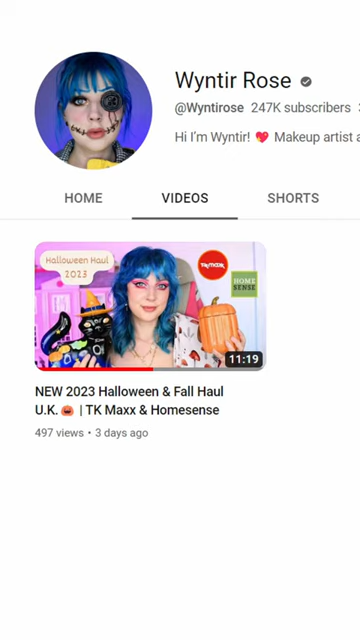 Wyntir Rose
@Wyntirose 247K subscribers
Hi I'm Wyntir! 💖 Makeup artist a
HOME VIDEOS SHORTS
Halloween Haul
2023
TK Maxx
HOME
SENSE
11:19
NEW 2023 Halloween & Fall Haul
U.K. 🎃 | TK Maxx & Homesense
497 views • 3 days ago